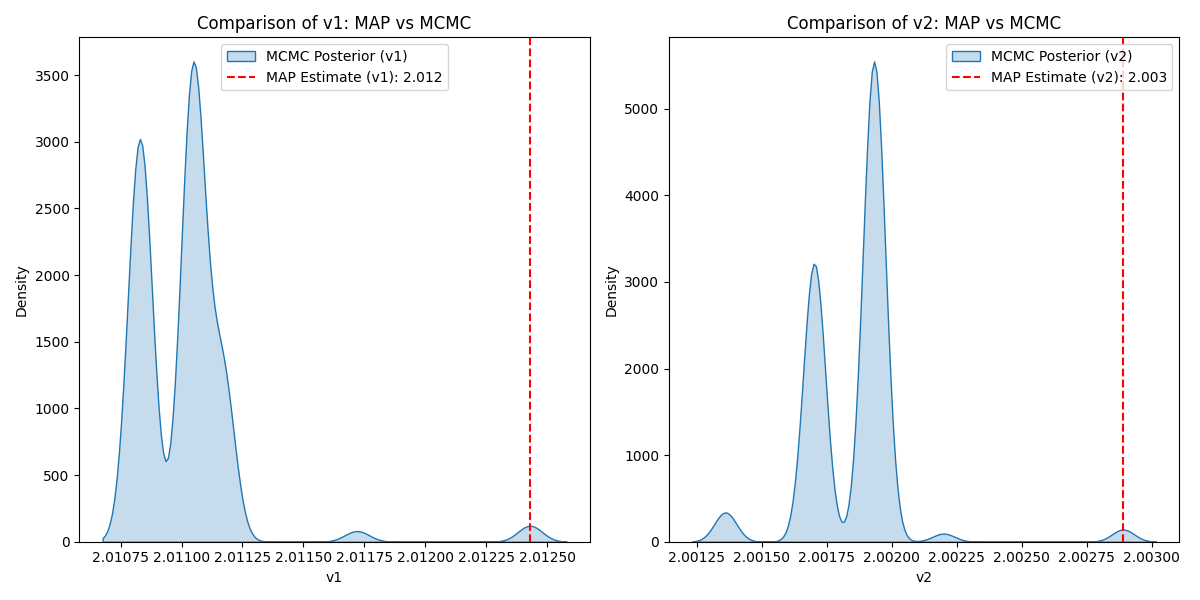 Comparison of v1: MAP vs MCMC
MCMC Posterior (v1)
MAP Estimate (v1): 2.012
3500
3000
2500
2000
1500
1000
500
0
Density
2.01075 2.01100 2.01125 2.01150 2.01175 2.01200 2.01225 2.01250
v1
Comparison of v2: MAP vs MCMC
MCMC Posterior (v2)
MAP Estimate (v2): 2.003
5000
4000
3000
2000
1000
0
Density
2.00125 2.00150 2.00175 2.00200 2.00225 2.00250 2.00275 2.00300
v2